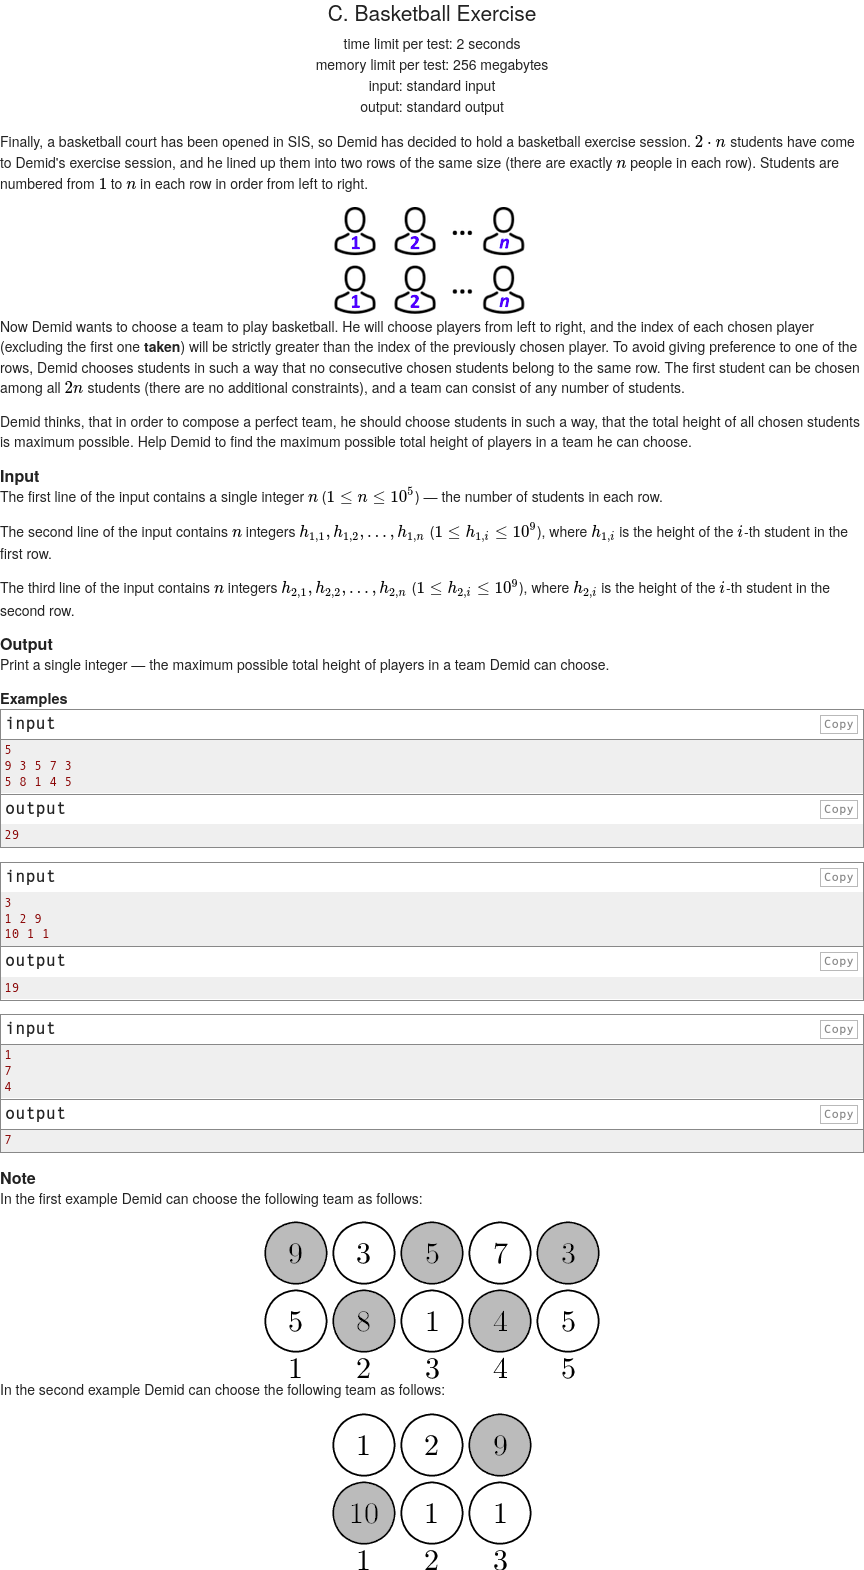 C. Basketball Exercise
time limit per test: 2 seconds
memory limit per test: 256 megabytes
input: standard input
output: standard output
Finally, a basketball court has been opened in SIS, so Demid has decided to hold a basketball exercise session. 2 · n students have come
to Demid's exercise session, and he lined up them into two rows of the same size (there are exactly n people in each row). Students are
numbered from 1 to n in each row in order from left to right.
1 2 ... n
1 2 ... n
Now Demid wants to choose a team to play basketball. He will choose players from left to right, and the index of each chosen player
(excluding the first one taken) will be strictly greater than the index of the previously chosen player. To avoid giving preference to one of the
rows, Demid chooses students in such a way that no consecutive chosen students belong to the same row. The first student can be chosen
among all 2n students (there are no additional constraints), and a team can consist of any number of students.
Demid thinks, that in order to compose a perfect team, he should choose students in such a way, that the total height of all chosen students
is maximum possible. Help Demid to find the maximum possible total height of players in a team he can choose.
Input
The first line of the input contains a single integer n (1 ≤ n ≤ 10^5) — the number of students in each row.
The second line of the input contains n integers h_{1,1}, h_{1,2}, ..., h_{1,n} (1 ≤ h_{1,i} ≤ 10^9), where h_{1,i} is the height of the i-th student in the
first row.
The third line of the input contains n integers h_{2,1}, h_{2,2}, ..., h_{2,n} (1 ≤ h_{2,i} ≤ 10^9), where h_{2,i} is the height of the i-th student in the
second row.
Output
Print a single integer — the maximum possible total height of players in a team Demid can choose.
Examples
input Copy
5
9 3 5 7 3
5 8 1 4 5
output Copy
29
input Copy
3
1 2 9
10 1 1
output Copy
19
input Copy
1
7
4
output Copy
7
Note
In the first example Demid can choose the following team as follows:
9 3 5 7 3
5 8 1 4 5
1 2 3 4 5
In the second example Demid can choose the following team as follows:
1 2 9
10 1 1
1 2 3